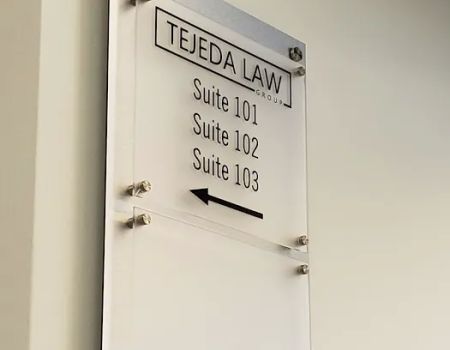 TEJEDA LAW
GROUP
Suite 101
Suite 102
Suite 103